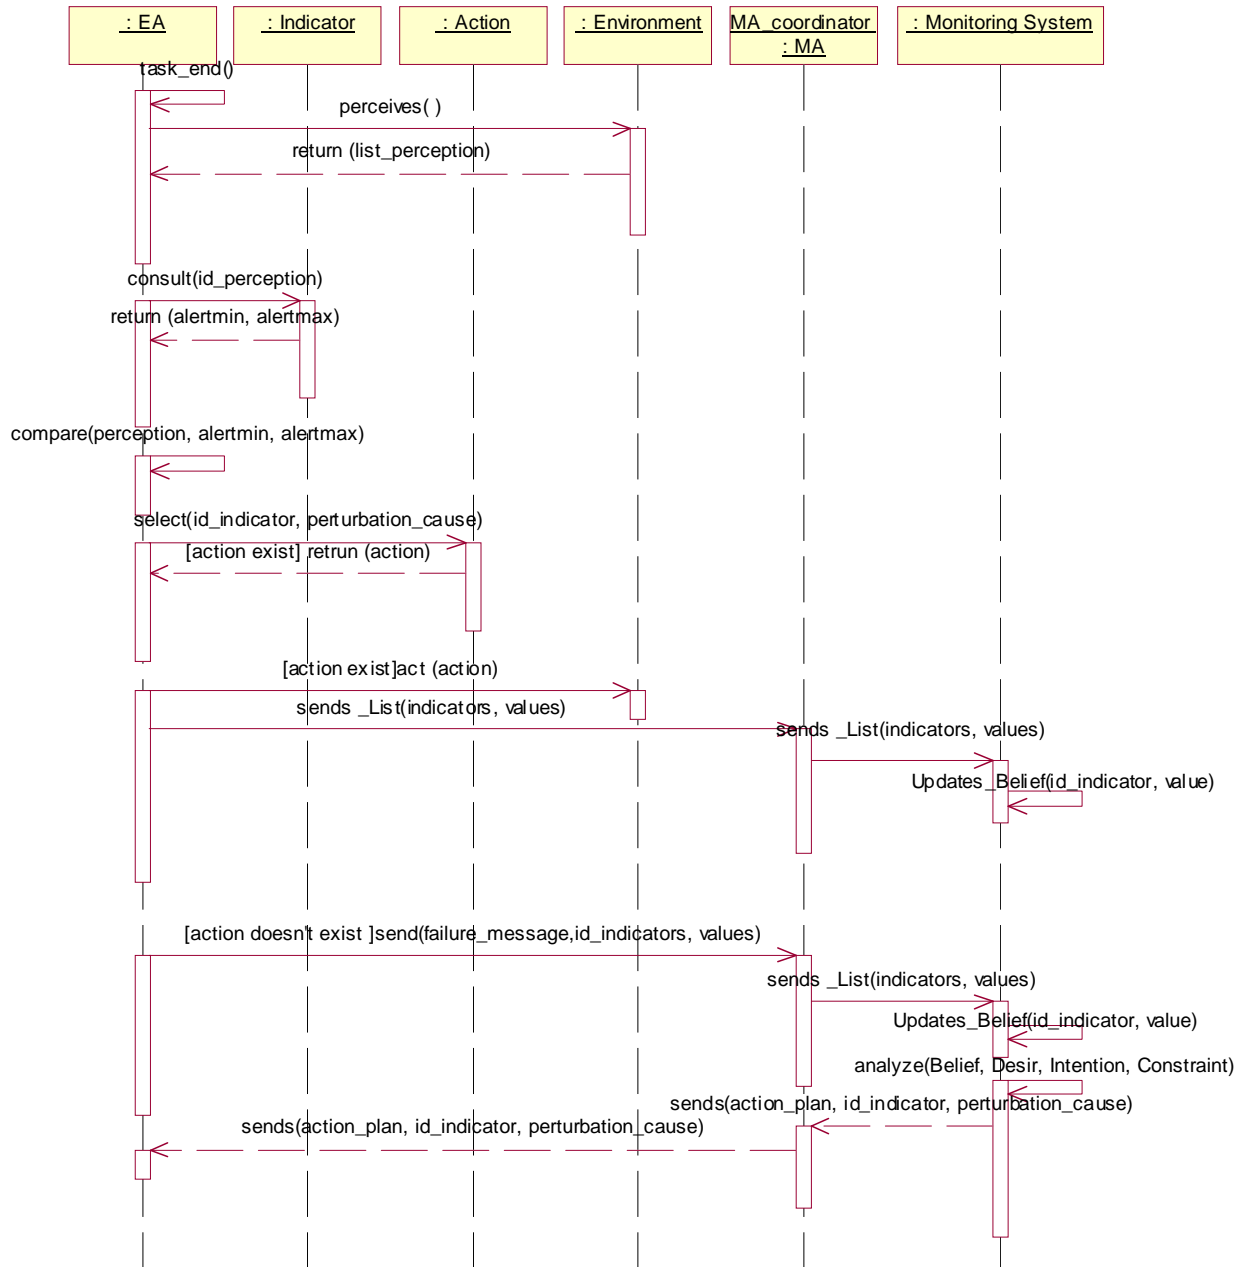 : EA
: Indicator
: Action
: Environment
MA_coordinator
: MA
: Monitoring System
task_end()
perceives( )
return (list_perception)
consult(id_perception)
return (alertmin, alertmax)
compare(perception, alertmin, alertmax)
select(id_indicator, perturbation_cause)
[action exist] retrun (action)
[action exist]act (action)
sends _List(indicators, values)
sends _List(indicators, values)
Updates_Belief(id_indicator, value)
[action doesn't exist ]send(failure_message,id_indicators, values)
sends _List(indicators, values)
Updates_Belief(id_indicator, value)
analyze(Belief, Desir, Intention, Constraint)
sends(action_plan, id_indicator, perturbation_cause)
sends(action_plan, id_indicator, perturbation_cause)